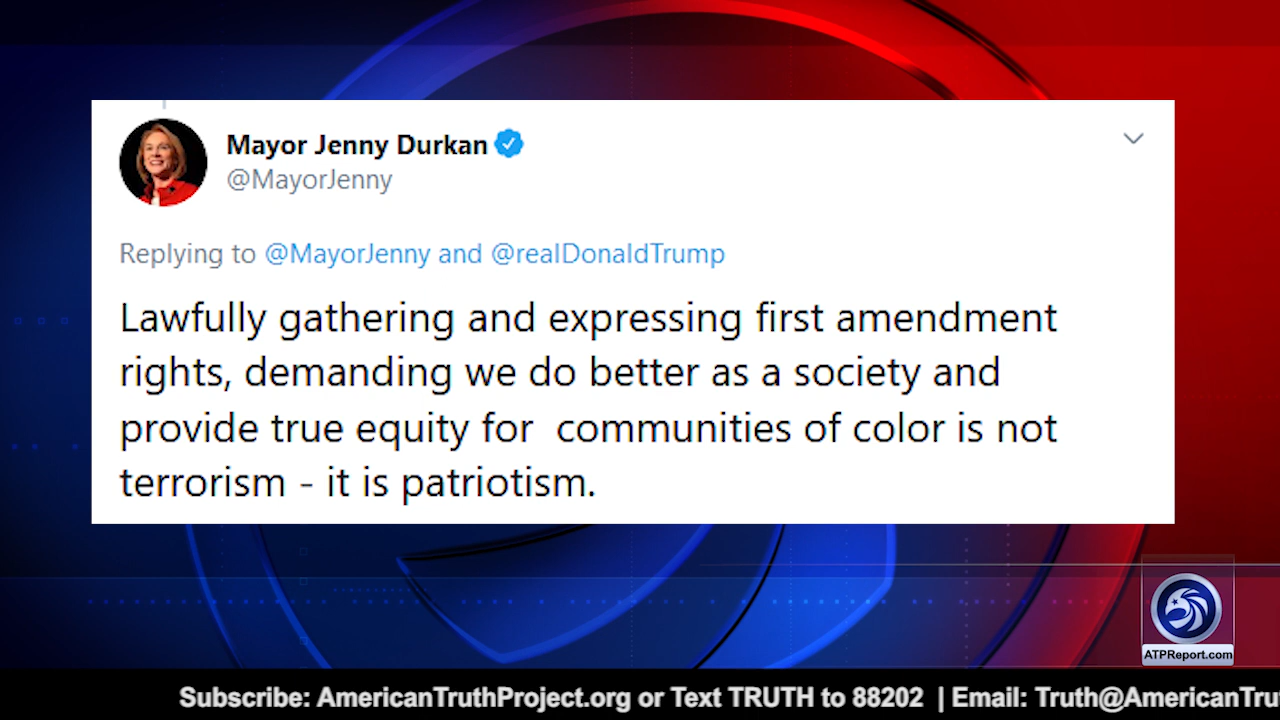 Mayor Jenny Durkan
@MayorJenny
Replying to @MayorJenny and @realDonaldTrump
Lawfully gathering and expressing first amendment
rights, demanding we do better as a society and
provide true equity for  communities of color is not
terrorism - it is patriotism.
ATPReport.com
Subscribe: AmericanTruthProject.org or Text TRUTH to 88202 | Email: Truth@AmericanTru